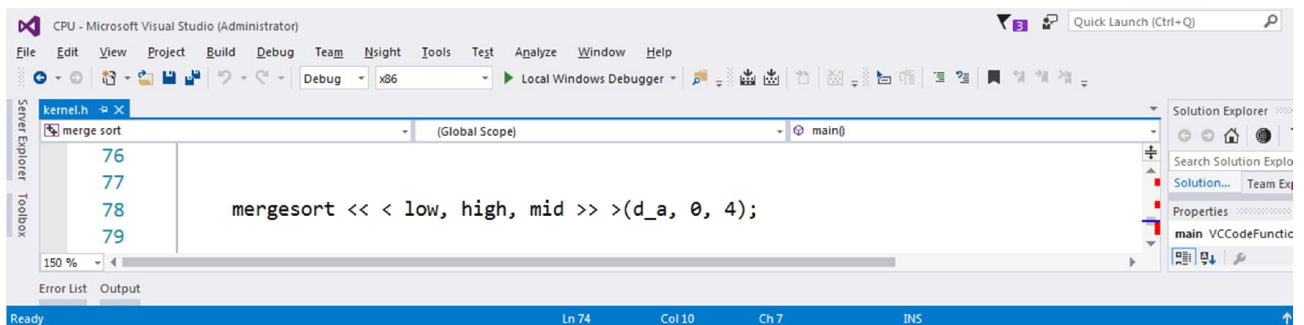 CPU - Microsoft Visual Studio (Administrator) 3 Quick Launch (Ctrl+Q)
File Edit View Project Build Debug Team Nsight Tools Test Analyze Window Help
Debug x86 Local Windows Debugger
Server Explorer
Toolbox
kernel.h
merge sort (Global Scope) main()
76
77
78 mergesort << < low, high, mid >> >(d_a, 0, 4);
79
150 %
Solution Explorer
Search Solution Explo
Solution... Team Exp
Properties
main VCCodeFunctio
Error List Output
Ready Ln 74 Col 10 Ch 7 INS